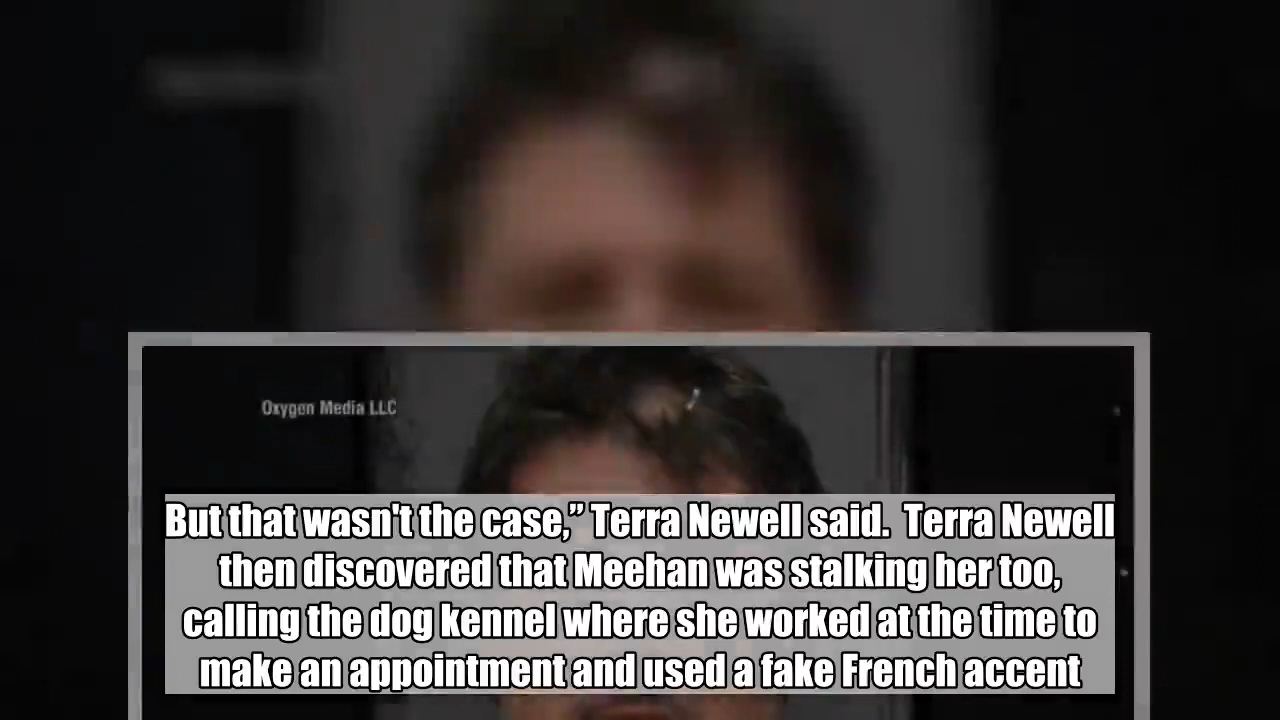 Oxygen Media LLC
But that wasn't the case,” Terra Newell said.  Terra Newell
then discovered that Meehan was stalking her too,
calling the dog kennel where she worked at the time to
make an appointment and used a fake French accent